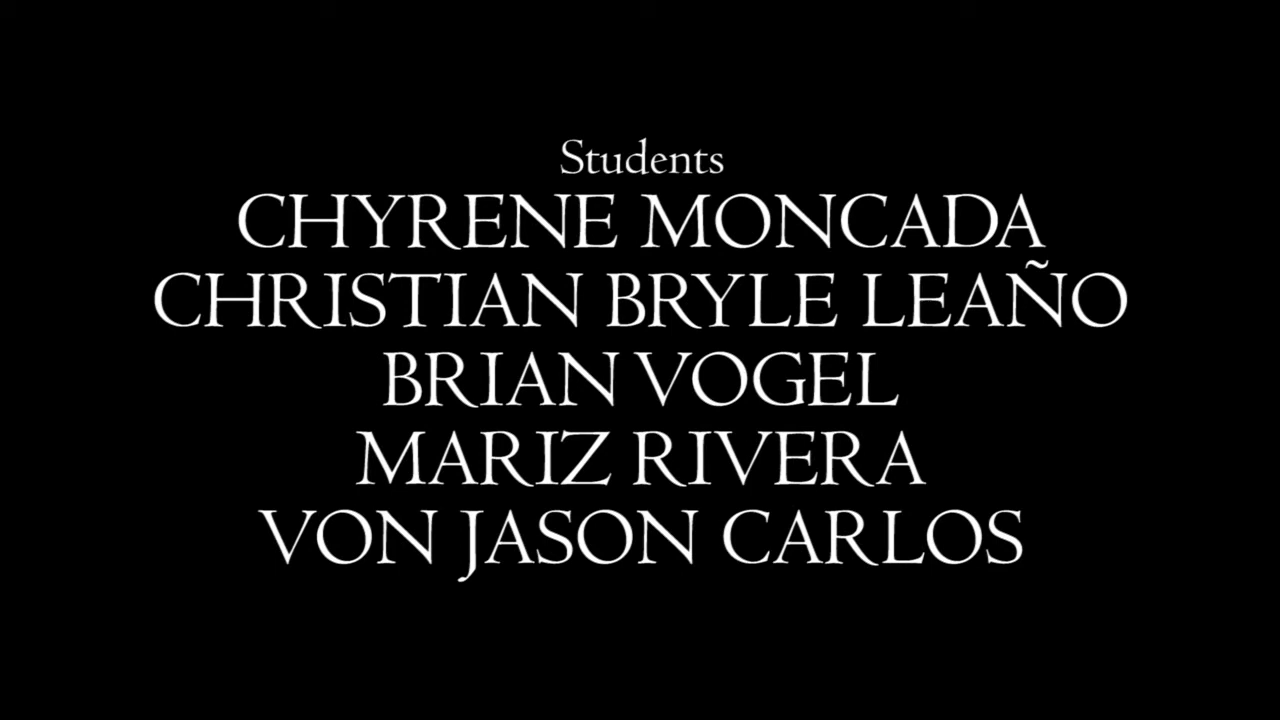 Students
CHYRENE MONCADA
CHRISTIAN BRYLE LEAÑO
BRIAN VOGEL
MARIZ RIVERA
VON JASON CARLOS